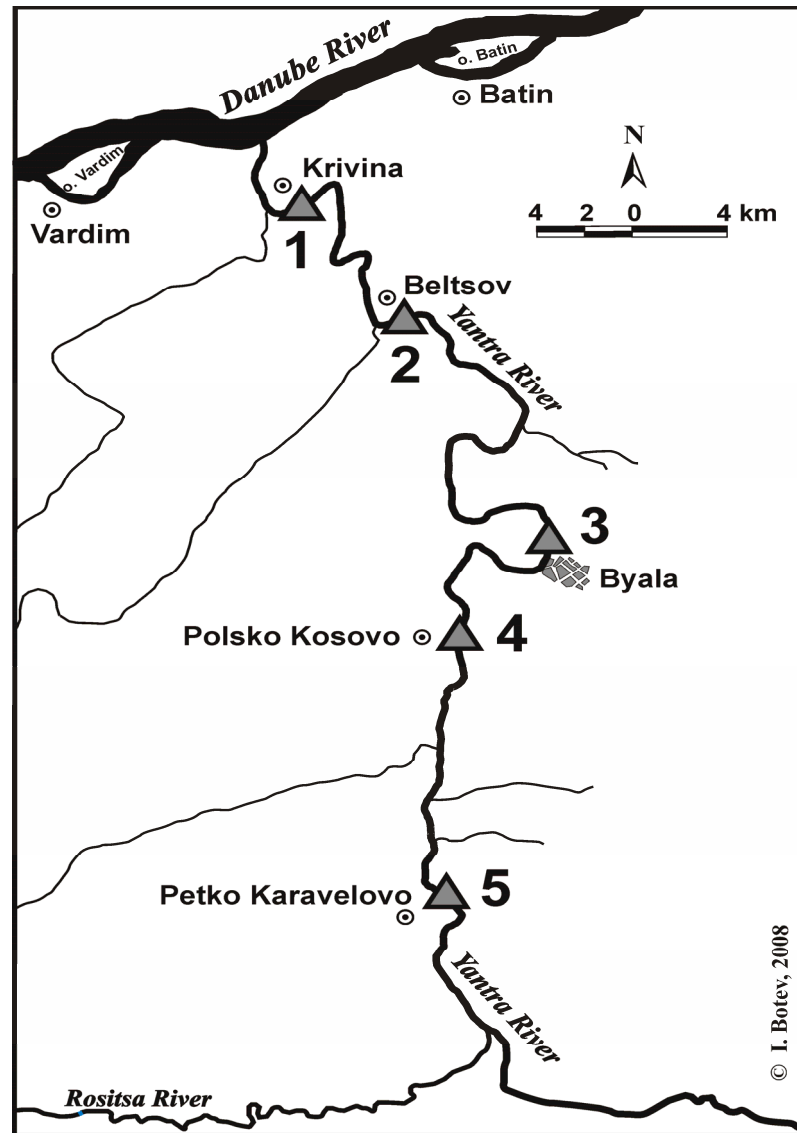 Danube River
o. Batin
Batin
o. Vardim
Vardim
Krivina
1
N
4 2 0 4 km
Beltsov
2
Yantra River
3
Byala
Polsko Kosovo
4
Petko Karavelovo
5
Yantra River
Rositsa River
© I. Botev, 2008